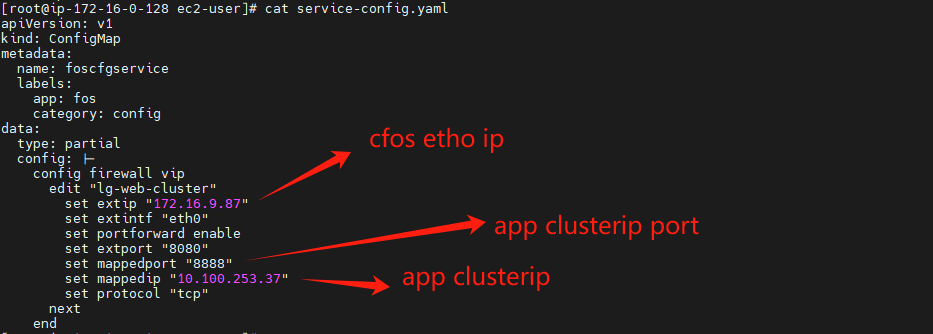 [root@ip-172-16-0-128 ec2-user]# cat service-config.yaml
apiVersion: v1
kind: ConfigMap
metadata:
  name: foscfgservice
  labels:
    app: fos
    category: config
data:
  type: partial
  config: |-
    config firewall vip
      edit "lg-web-cluster"
        set extip "172.16.9.87"
        set extintf "eth0"
        set portforward enable
        set extport "8080"
        set mappedport "8888"
        set mappedip "10.100.253.37"
        set protocol "tcp"
      next
    end
cfos etho ip
app clusterip port
app clusterip